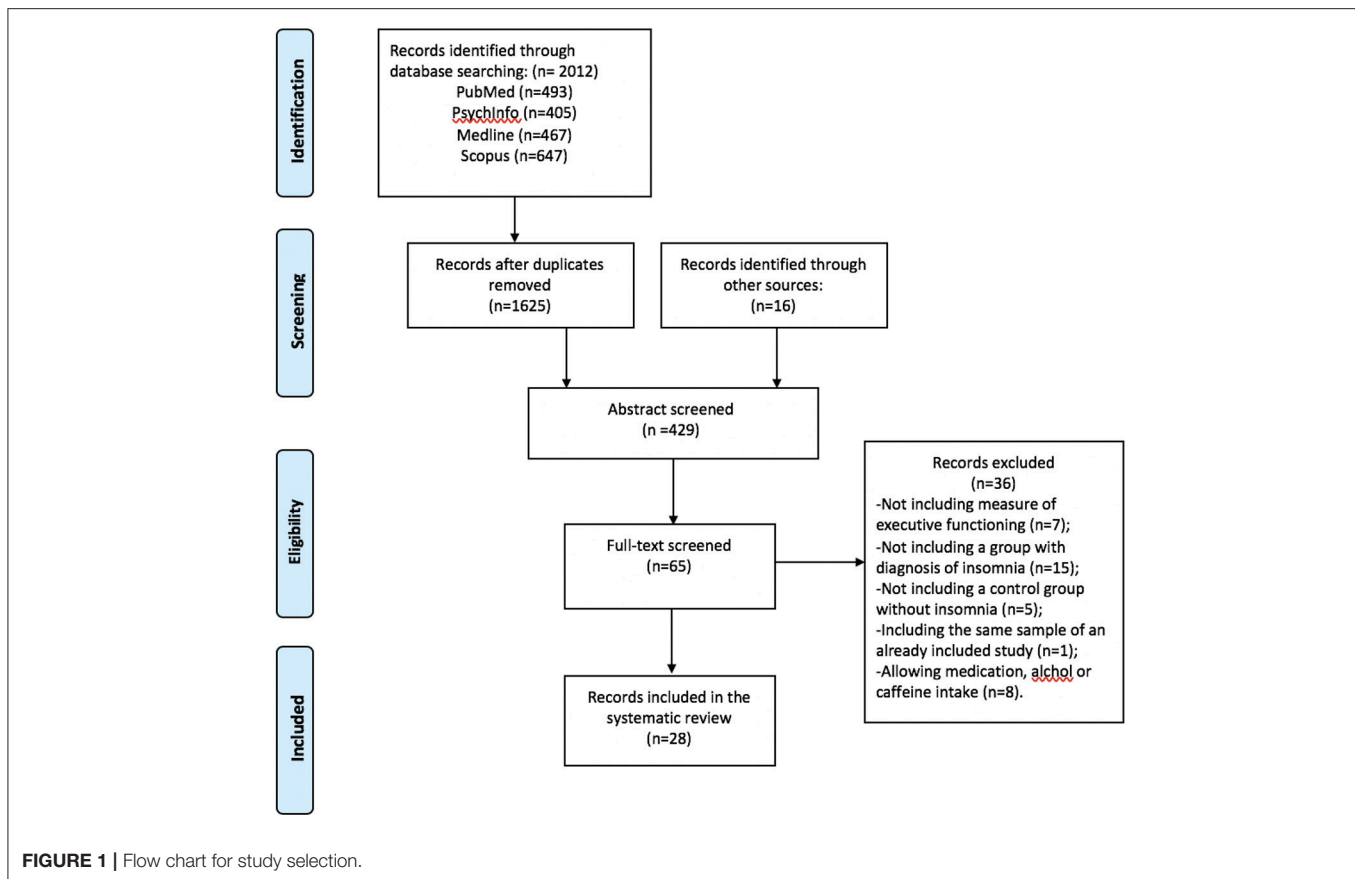 Identification
Records identified through
database searching: (n= 2012)
PubMed (n=493)
PsychInfo (n=405)
Medline (n=467)
Scopus (n=647)
Screening
Records after duplicates
removed
(n=1625)
Records identified through
other sources:
(n=16)
Abstract screened
(n =429)
Eligibility
Full-text screened
(n=65)
Records excluded
(n=36)
-Not including measure of
executive functioning (n=7);
-Not including a group with
diagnosis of insomnia (n=15);
-Not including a control group
without insomnia (n=5);
-Including the same sample of an
already included study (n=1);
-Allowing medication, alchol or
caffeine intake (n=8).
Included
Records included in the
systematic review
(n=28)
FIGURE 1 | Flow chart for study selection.